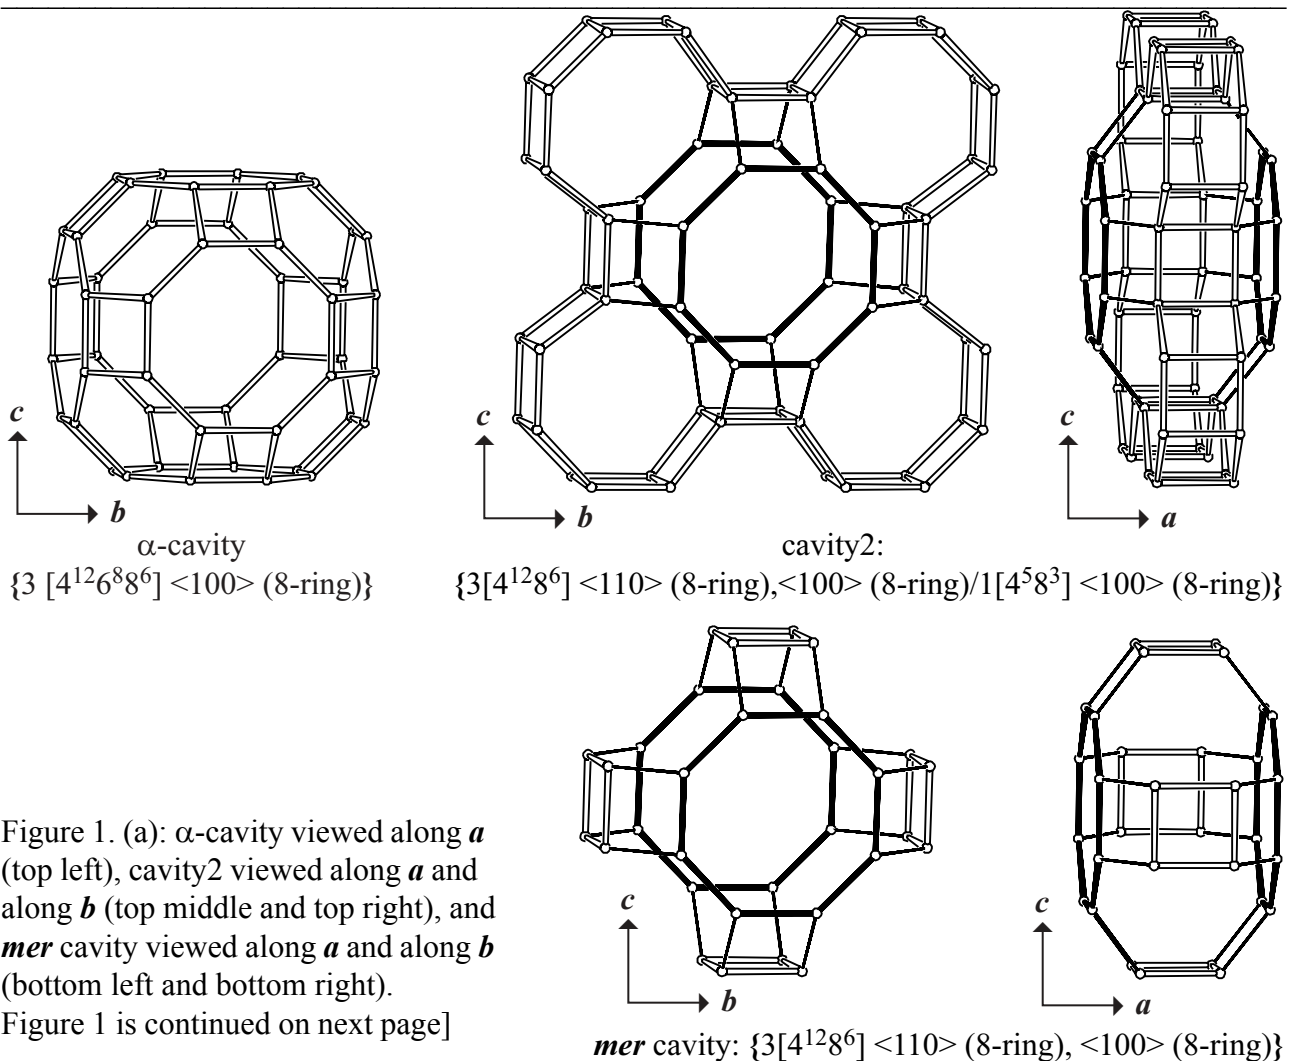 c
b
α-cavity
{3 [4¹²6⁸8⁶] <100> (8-ring)}
c
b
c
a
cavity2:
{3[4¹²8⁶] <110> (8-ring),<100> (8-ring)/1[4⁵8³] <100> (8-ring)}
Figure 1. (a): α-cavity viewed along a
(top left), cavity2 viewed along a and
along b (top middle and top right), and
mer cavity viewed along a and along b
(bottom left and bottom right).
Figure 1 is continued on next page]
c
b
c
a
mer cavity: {3[4¹²8⁶] <110> (8-ring), <100> (8-ring)}